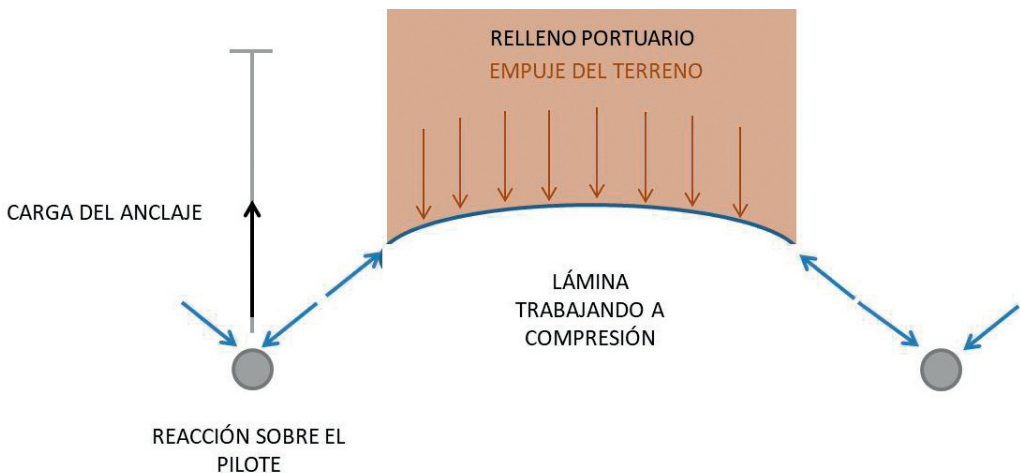 RELLENO PORTUARIO
EMPUJE DEL TERRENO
CARGA DEL ANCLAJE
LÁMINA
TRABAJANDO A
COMPRESIÓN
REACCIÓN SOBRE EL
PILOTE